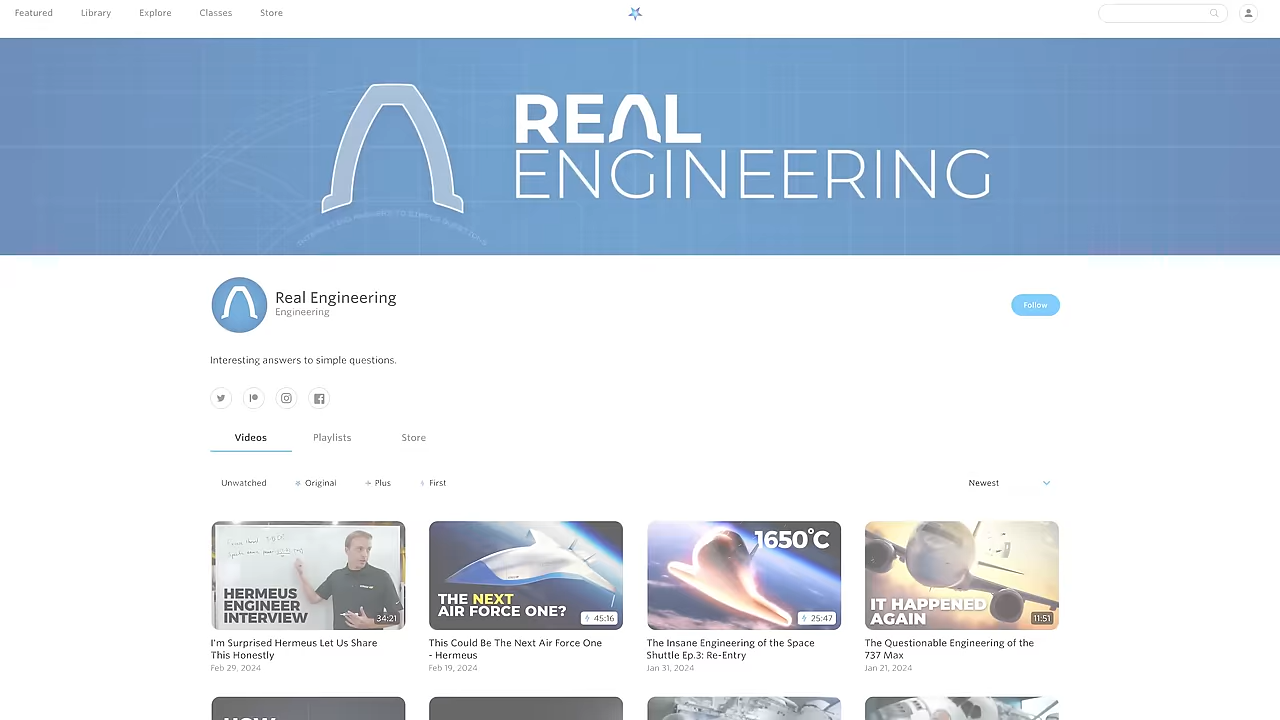 Featured Library Explore Classes Store
REAL
ENGINEERING
Real Engineering
Engineering
Follow
Interesting answers to simple questions.
Videos Playlists Store
Unwatched Original Plus First Newest
HERMEUS
ENGINEER
INTERVIEW
34:21
THE NEXT
AIR FORCE ONE?
45:16
1650°C
25:47
IT HAPPENED
AGAIN
11:51
I'm Surprised Hermeus Let Us Share
This Honestly
Feb 29, 2024
This Could Be The Next Air Force One
- Hermeus
Feb 19, 2024
The Insane Engineering of the Space
Shuttle Ep.3: Re-Entry
Jan 31, 2024
The Questionable Engineering of the
737 Max
Jan 21, 2024
HOW